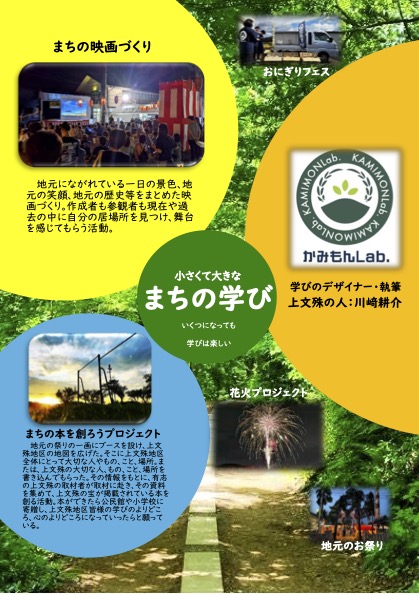 まちの映画づくり
おにぎりフェス
地元にながれている一日の景色、地
元の笑顔、地元の歴史等をまとめた映
画づくり。作成者も参観者も現在や過
去の中に自分の居場所を見つけ、舞台
を感じてもらう活動。
KAMIMONLab. KAMIMONLab. KAMIMONLab.
かみもんLab.
学びのデザイナー・執筆
上文殊の人：川﨑耕介
小さくて大きな
まちの学び
いくつになっても
学びは楽しい
まちの本を創ろうプロジェクト
地元の祭りの一画にブースを設け、上文
殊地区の地図を広げた。そこに上文殊地区
全体にとって大切な人やもの、こと、場所。ま
たは、上文殊の大切な人、もの、こと、場所を
書き込んでもらった。その情報をもとに、有志
の上文殊の取材者が取材に赴き、その資料
を集めて、上文殊の宝が掲載されている本を
創る活動。本ができたら公民館や小学校に
寄贈し、上文殊地区皆様の学びのよりどこ
ろ、心のよりどころになっていったらと願って
いる。
花火プロジェクト
地元のお祭り